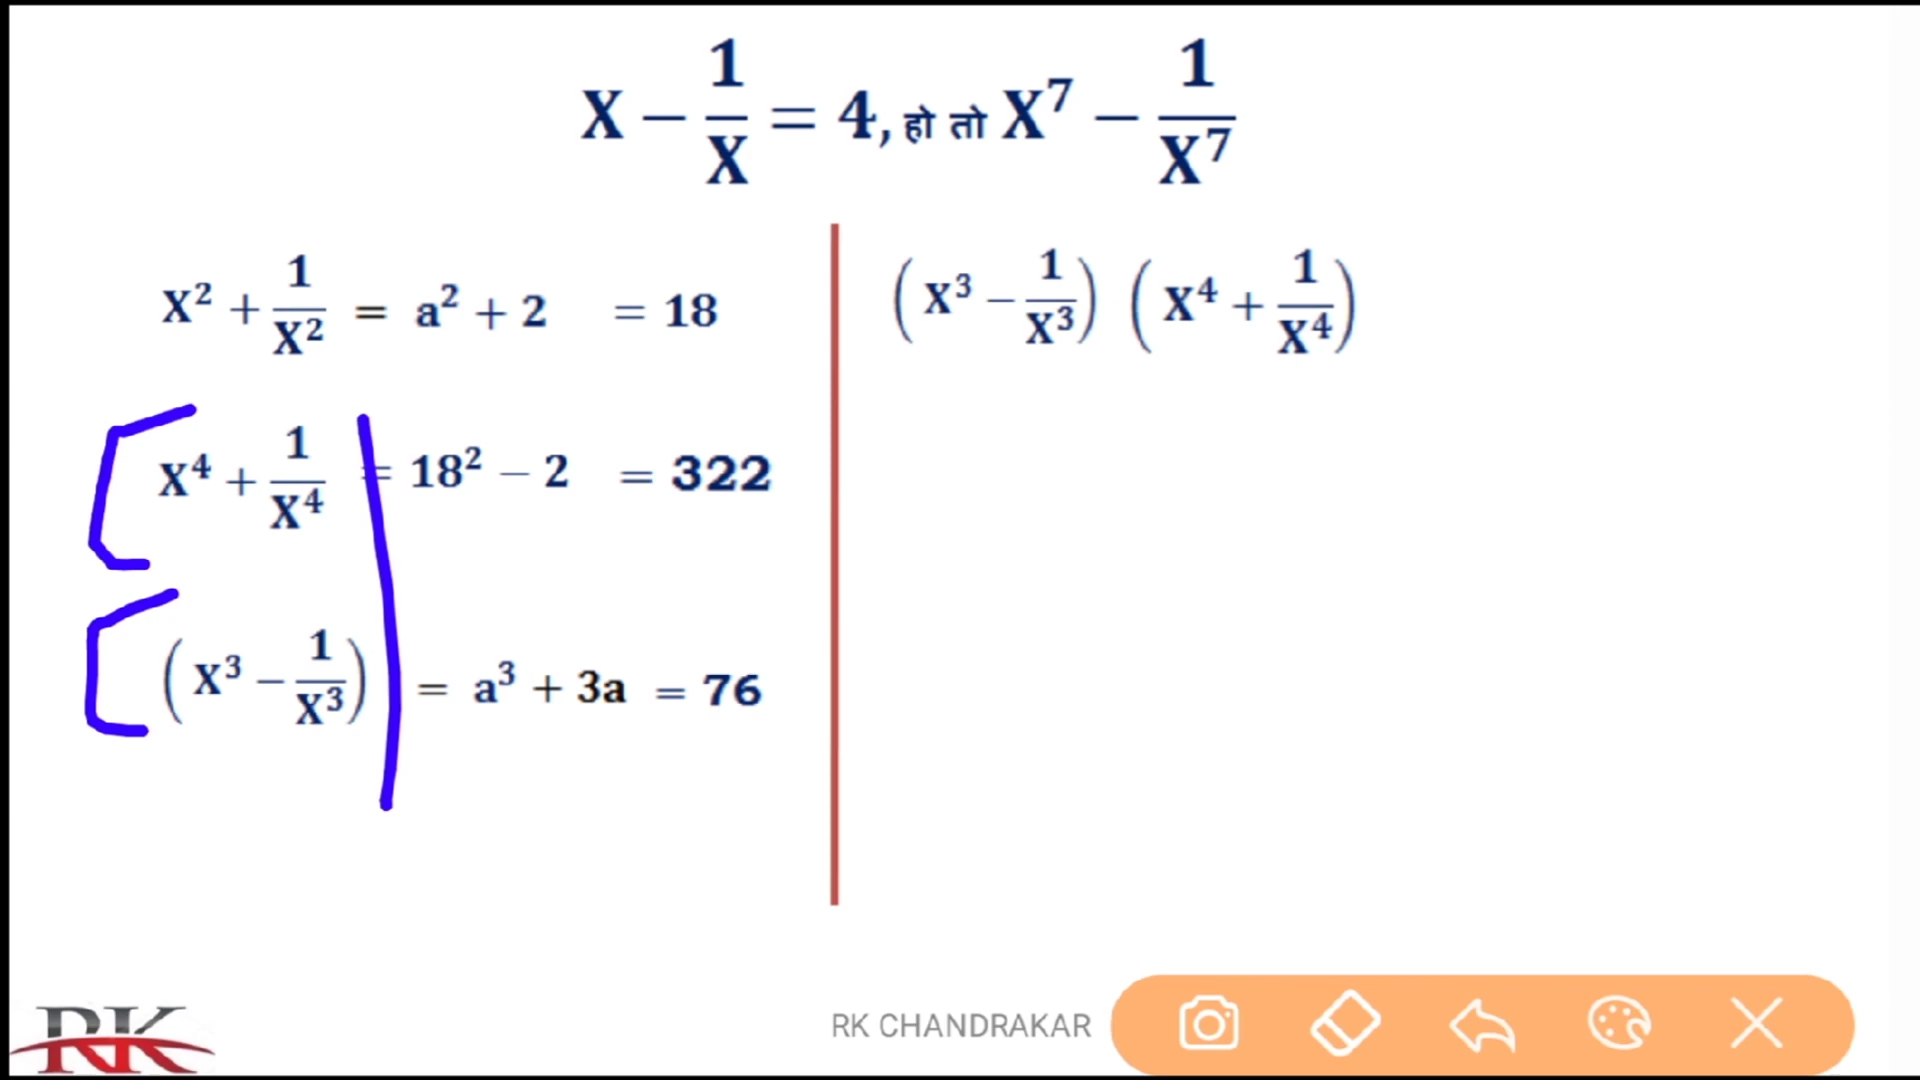 X − 1/X = 4, हो तो X⁷ − 1/X⁷
X² + 1/X² = a² + 2 = 18
X⁴ + 1/X⁴ = 18² − 2 = 322
(X³ − 1/X³) = a³ + 3a = 76
(X³ − 1/X³) (X⁴ + 1/X⁴)
RK
RK CHANDRAKAR